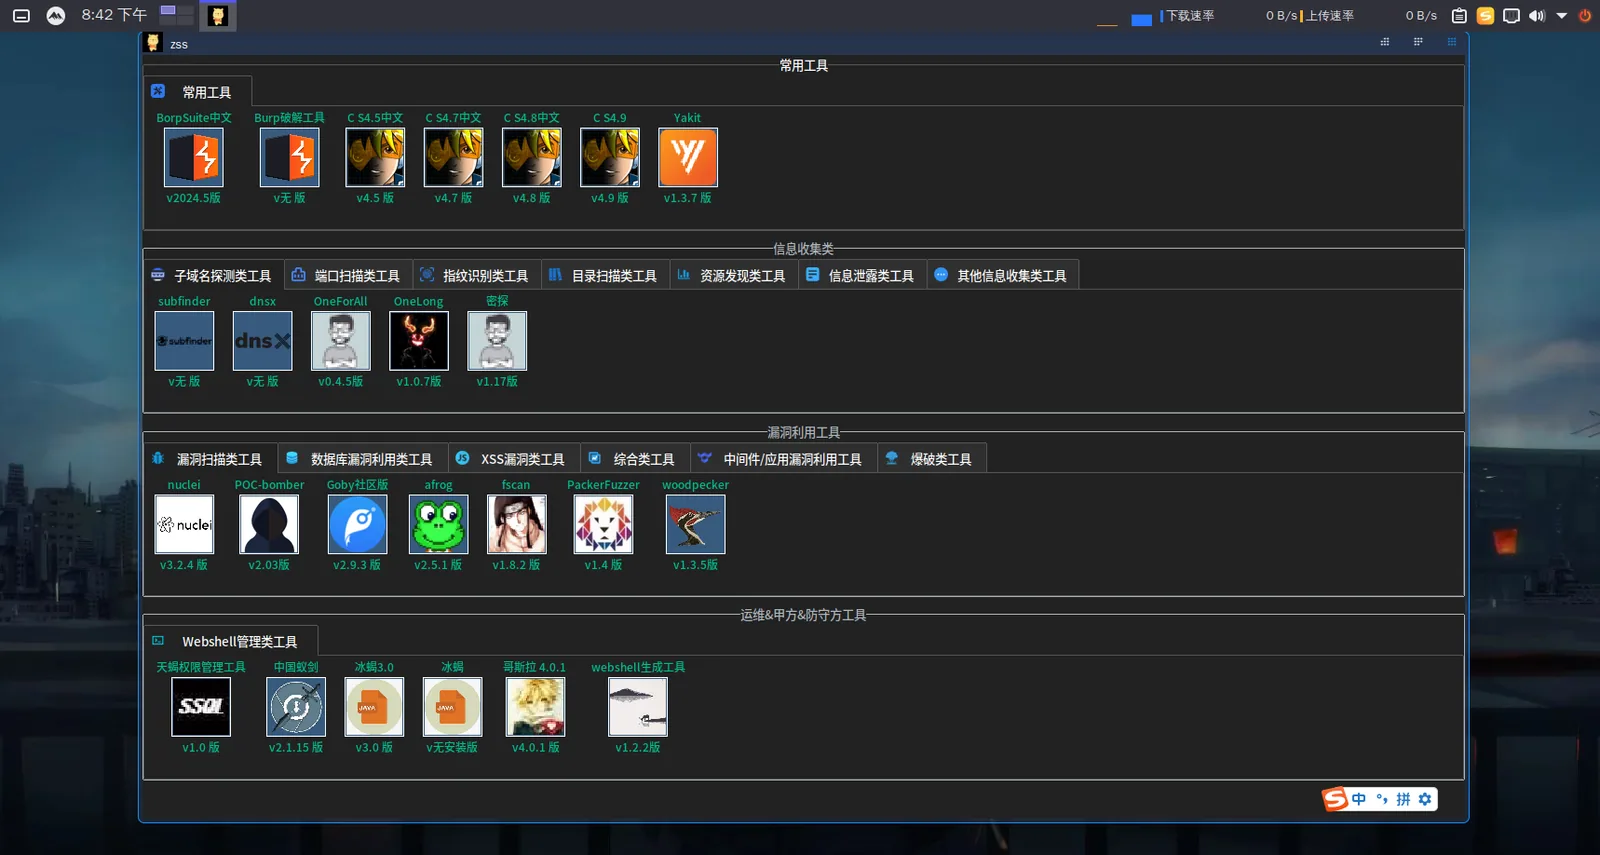 8:42 下午
下载速率 0 B/s 上传速率 0 B/s
zss
常用工具
常用工具
BorpSuite中文 Burp破解工具 C S4.5中文 C S4.7中文 C S4.8中文 C S4.9 Yakit
v2024.5版 v无 版 v4.5 版 v4.7 版 v4.8 版 v4.9 版 v1.3.7 版
信息收集类
子域名探测类工具 端口扫描类工具 指纹识别类工具 目录扫描类工具 资源发现类工具 信息泄露类工具 其他信息收集类工具
subfinder dnsx OneForAll OneLong 密探
subfinder dnsX
v无 版 v无 版 v0.4.5版 v1.0.7版 v1.17版
漏洞利用工具
漏洞扫描类工具 数据库漏洞利用类工具 XSS漏洞类工具 综合类工具 中间件/应用漏洞利用工具 爆破类工具
nuclei POC-bomber Goby社区版 afrog fscan PackerFuzzer woodpecker
nuclei
v3.2.4 版 v2.03版 v2.9.3 版 v2.5.1 版 v1.8.2 版 v1.4 版 v1.3.5版
运维&甲方&防守方工具
Webshell管理类工具
天蝎权限管理工具 中国蚁剑 冰蝎3.0 冰蝎 哥斯拉 4.0.1 webshell生成工具
JAVA JAVA
v1.0 版 v2.1.15 版 v3.0 版 v无安装版 v4.0.1 版 v1.2.2版
S 中 °, 拼